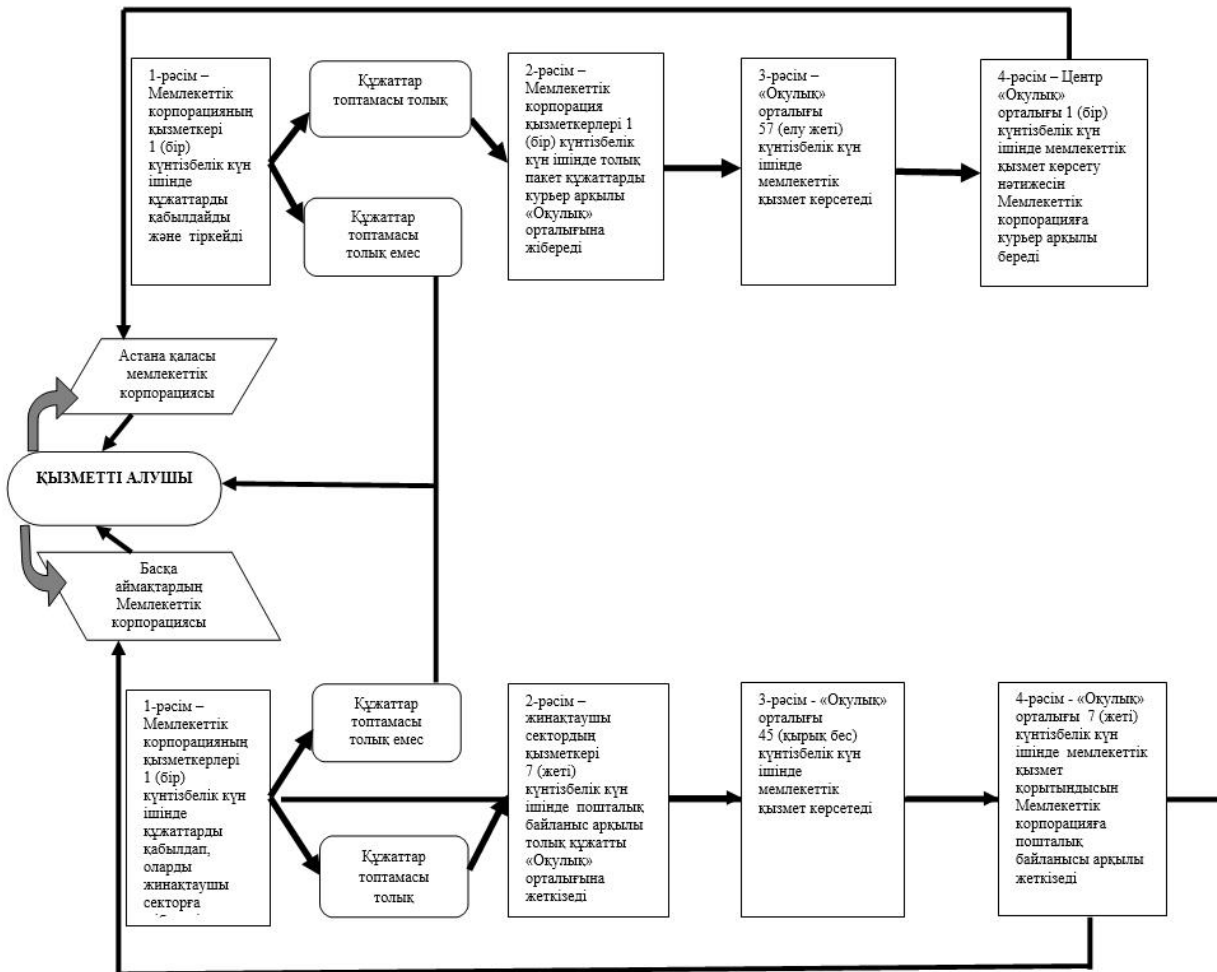 1-рәсім –
Мемлекеттік
корпорацияның
қызметкері
1 (бір)
күнтізбелік күн
ішінде
құжаттарды
қабылдайды
және тіркейді
Құжаттар
топтамасы толық
Құжаттар
топтамасы
толық емес
2-рәсім –
Мемлекеттік
корпорация
қызметкерлері 1
(бір) күнтізбелік
күн ішінде толық
пакет құжаттарды
курьер арқылы
«Оқулық»
орталығына
жібереді
3-рәсім –
«Оқулық»
орталығы
57 (елу жеті)
күнтізбелік күн
ішінде
мемлекеттік
қызмет көрсетеді
4-рәсім – Центр
«Оқулық»
орталығы 1 (бір)
күнтізбелік күн
ішінде мемлекеттік
қызмет көрсету
нәтижесін
Мемлекеттік
корпорацияға
курьер арқылы
береді
Астана қаласы
мемлекеттік
корпорациясы
ҚЫЗМЕТТІ АЛУШЫ
Басқа
аймақтардың
Мемлекеттік
корпорациясы
1-рәсім –
Мемлекеттік
корпорацияның
қызметкерлері
1 (бір)
күнтізбелік күн
ішінде
құжаттарды
қабылдап,
оларды
жинақтаушы
секторға
Құжаттар
топтамасы
толық емес
Құжаттар
топтамасы
толық
2-рәсім –
жинақтаушы
сектордың
қызметкері
7 (жеті)
күнтізбелік күн
ішінде пошталық
байланыс арқылы
толық құжатты
«Оқулық»
орталығына
жеткізеді
3-рәсім - «Оқулық»
орталығы
45 (қырық бес)
күнтізбелік күн
ішінде
мемлекеттік
қызмет көрсетеді
4-рәсім - «Оқулық»
орталығы 7 (жеті)
күнтізбелік күн
ішінде мемлекеттік
қызмет
қорытындысын
Мемлекеттік
корпорацияға
пошталық
байланысы арқылы
жеткізеді